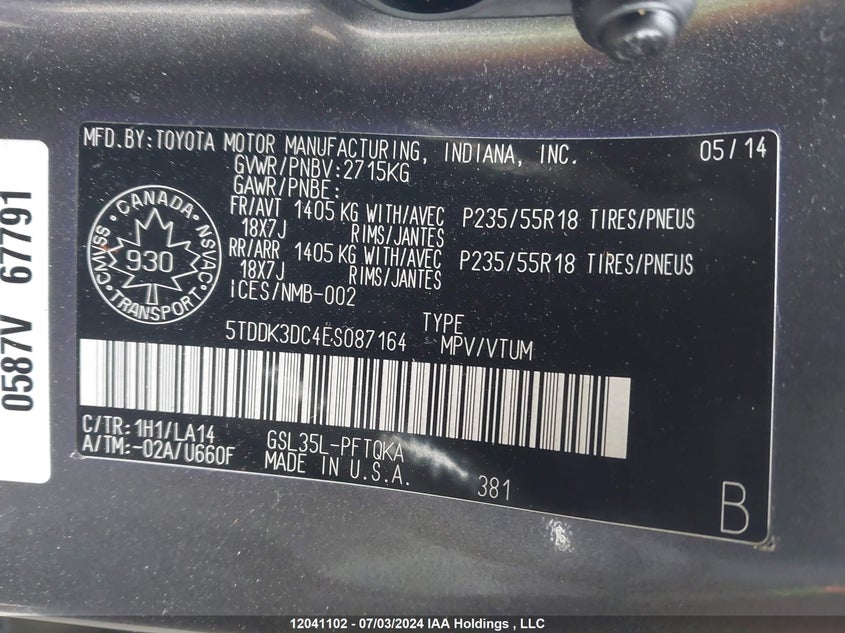 MFD.BY:TOYOTA MOTOR MANUFACTURING, INDIANA, INC. 05/14
GVWR/PNBV:2715KG
GAWR/PNBE:
FR/AVT 1405 KG WITH/AVEC P235/55R18 TIRES/PNEUS
18X7J RIMS/JANTES
RR/ARR 1405 KG WITH/AVEC P235/55R18 TIRES/PNEUS
18X7J RIMS/JANTES
ICES/NMB-002
CANADA
CMVSS NSVAC
930
TRANSPORT
5TDDK3DC4ES087164 TYPE
MPV/VTUM
C/TR:1H1/LA14 GSL35L-PFTQKA
A/TM:-02A/U660F MADE IN U.S.A. 381
B
0587V 67791
12041102 - 07/03/2024 IAA Holdings , LLC